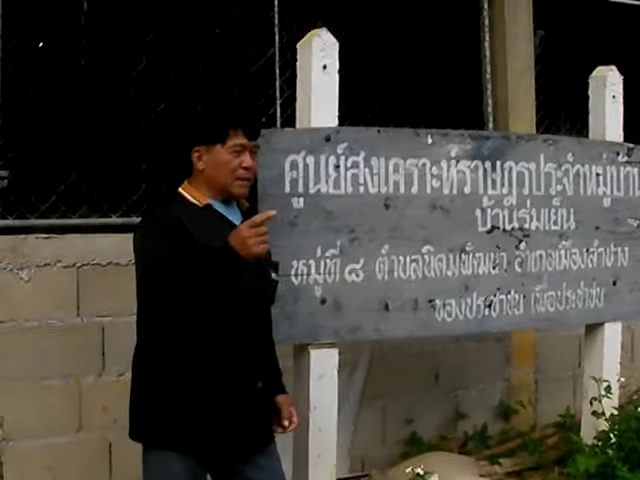 ศูนย์สงเคราะห์ราษฎรประจำหมู่บ้าน
บ้านร่มเย็น
หมู่ที่ ๘ ตำบลนิคมพัฒนา อำเภอเมืองลำปาง
ของประชาชน เพื่อประชาชน